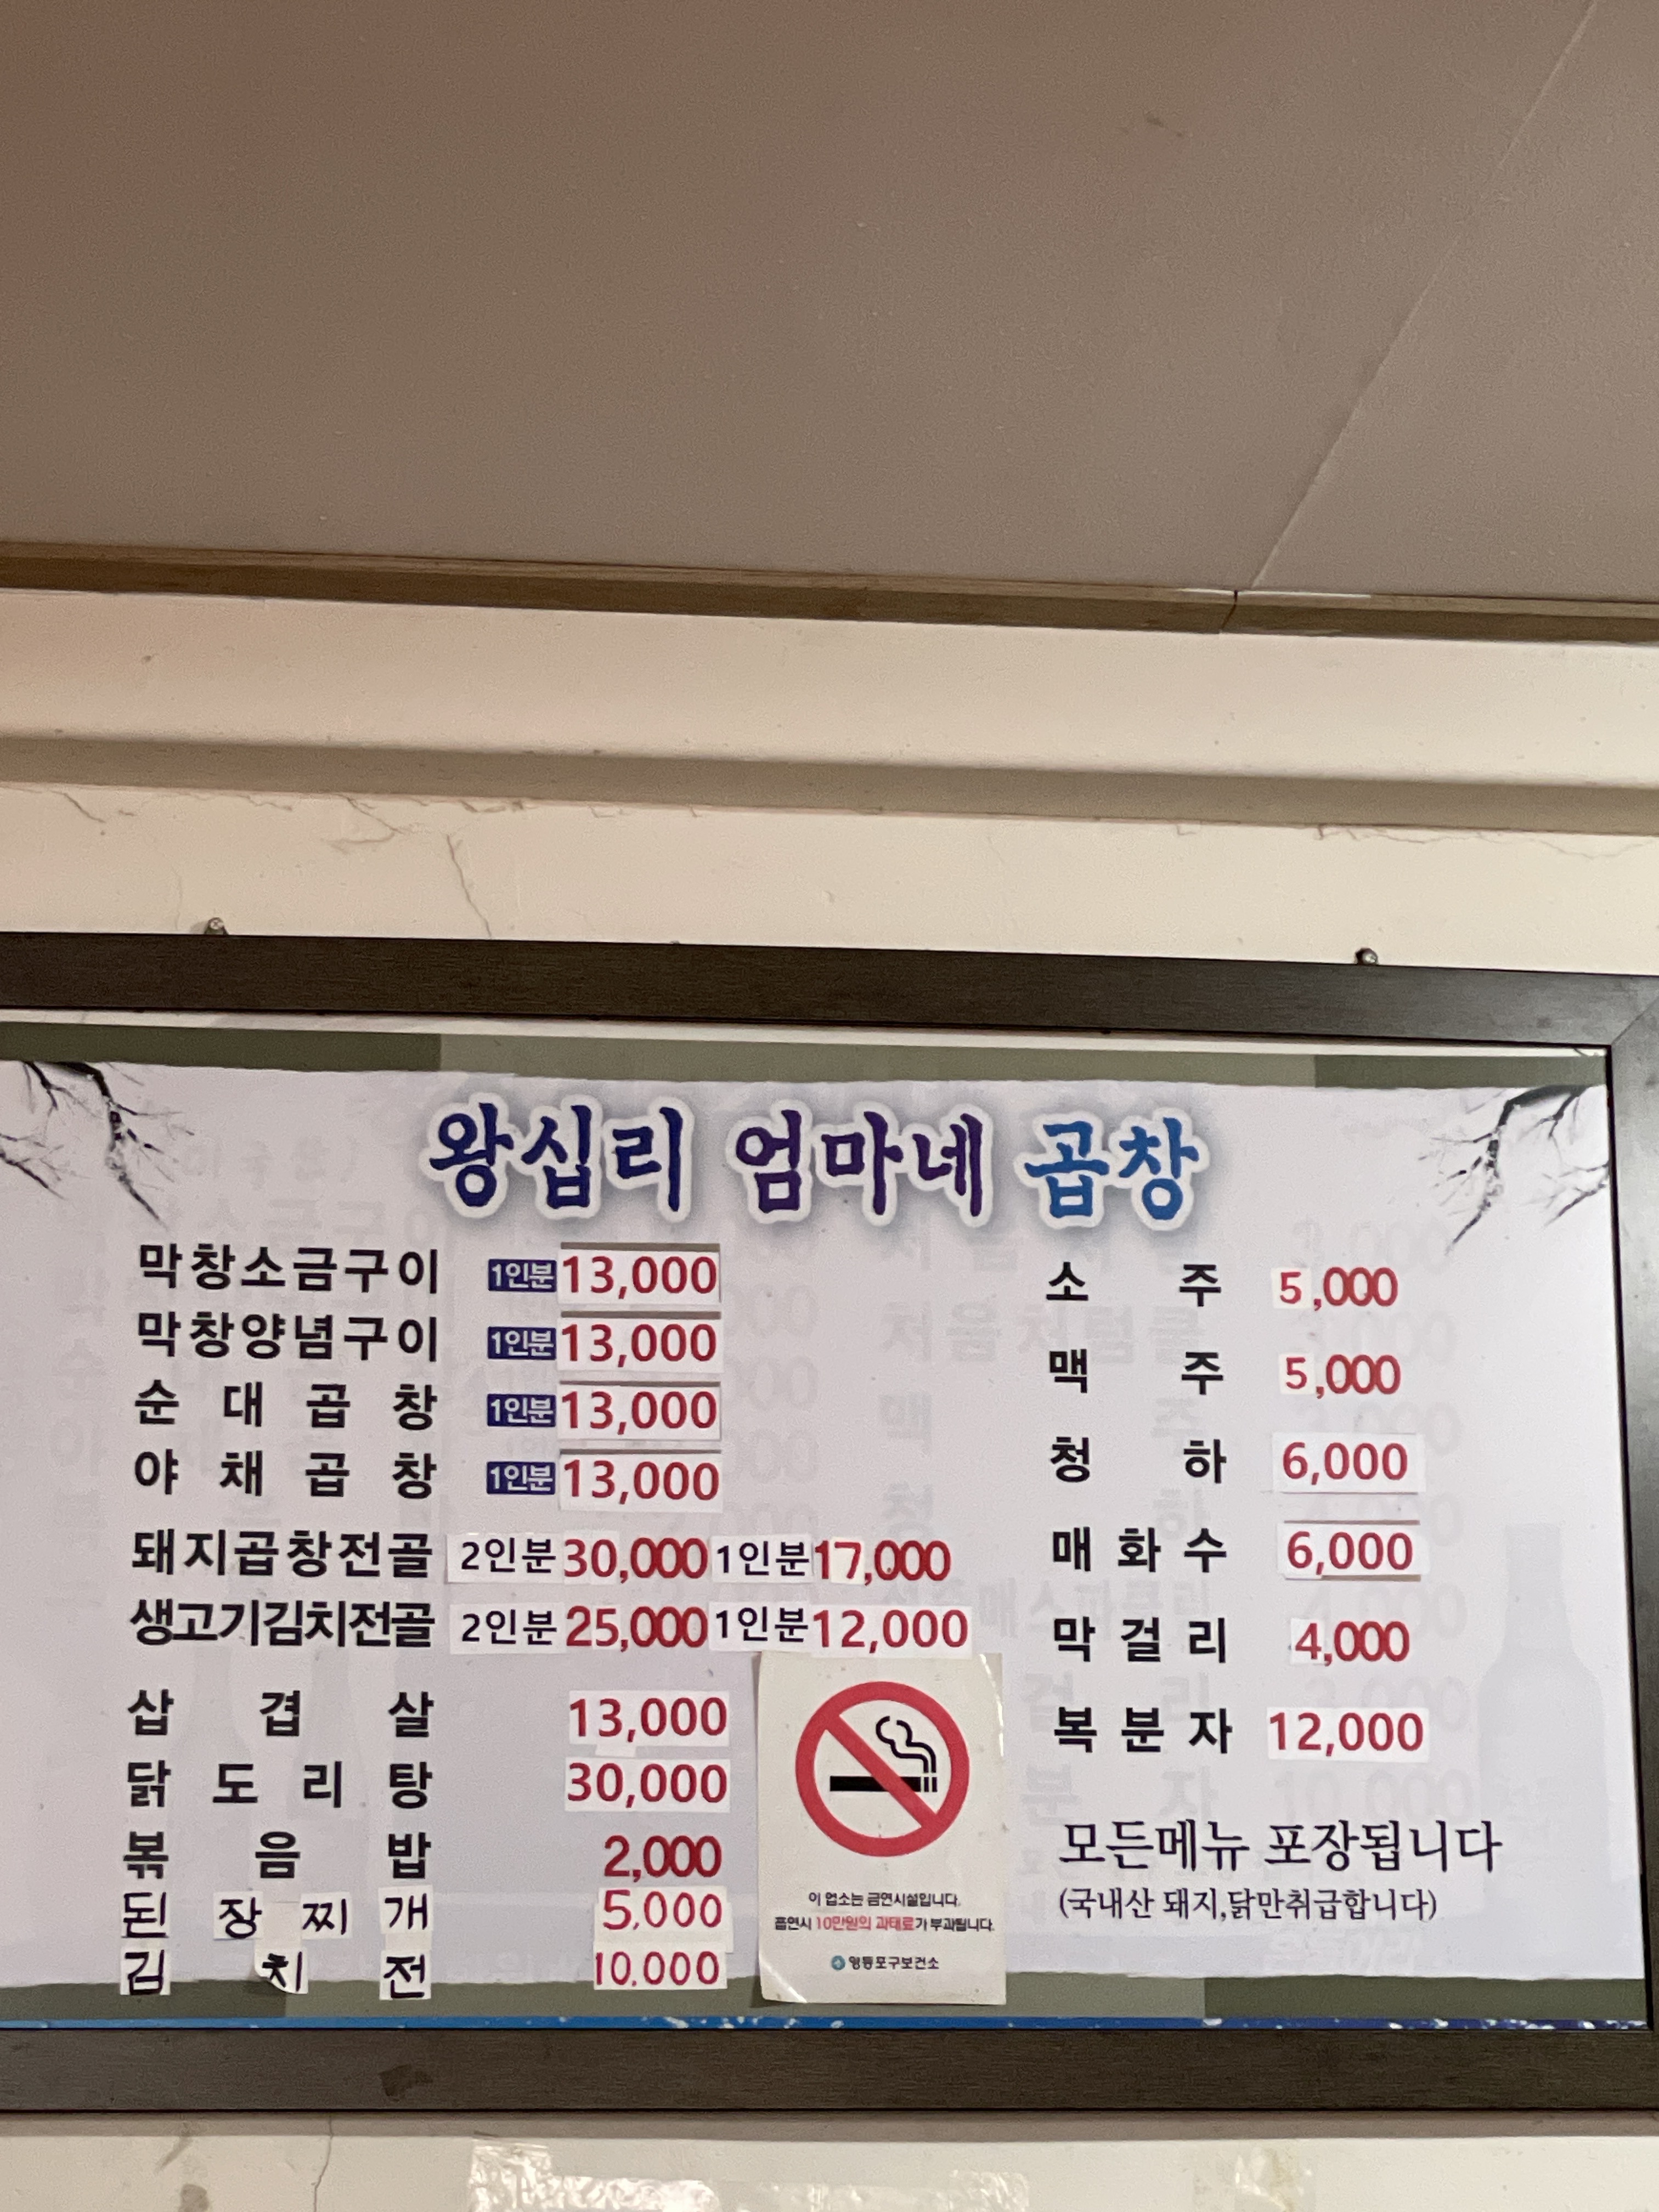 왕십리 엄마네 곱창
막창소금구이 1인분 13,000
막창양념구이 1인분 13,000
순대곱창 1인분 13,000
야채곱창 1인분 13,000
돼지곱창전골 2인분 30,000 1인분 17,000
생고기김치전골 2인분 25,000 1인분 12,000
삼겹살 13,000
닭도리탕 30,000
볶음밥 2,000
된장찌개 5,000
김치전 10,000
이 업소는 금연시설입니다.
흡연시 10만원의 과태료가 부과됩니다.
영등포구보건소
소주 5,000
맥주 5,000
청하 6,000
매화수 6,000
막걸리 4,000
복분자 12,000
모든메뉴 포장됩니다
(국내산 돼지,닭만취급합니다)